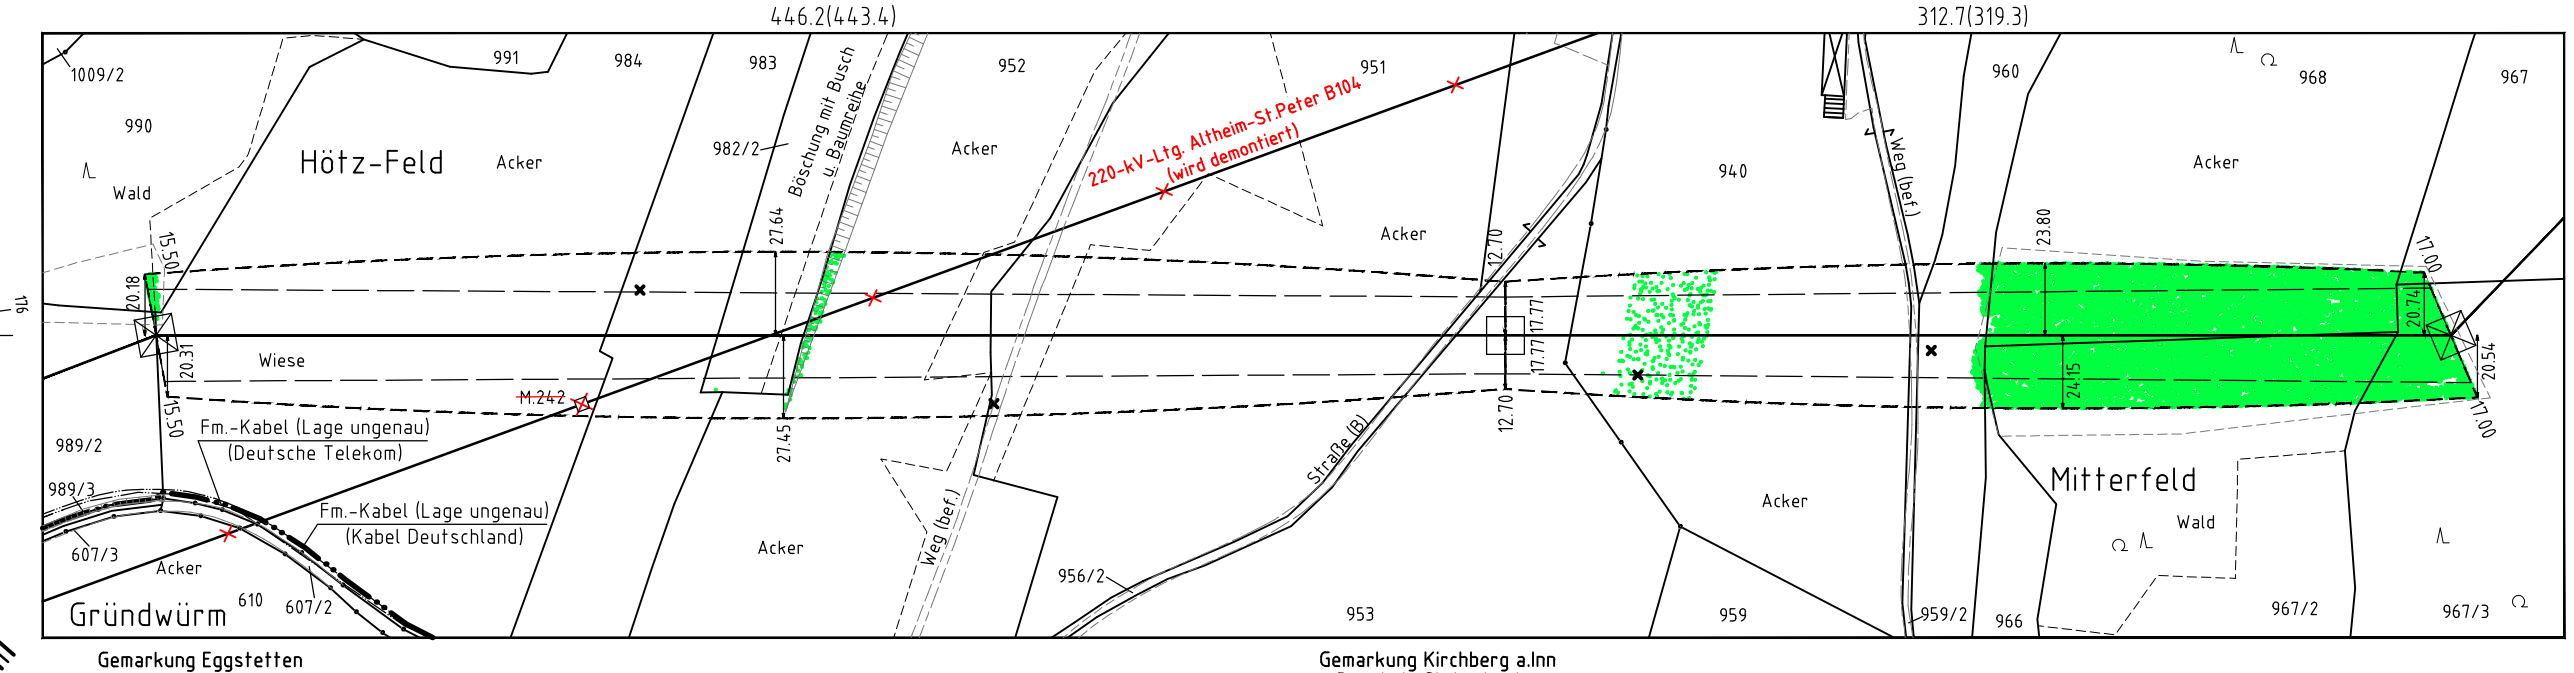 446.2(443.4)
312.7(319.3)
1009/2
991
984
983
952
951
960
968
967
990
Wald
Hötz-Feld
Acker
982/2
Böschung mit Busch
u. Baumreihe
Acker
220-kV-Ltg. Altheim-St.Peter B104
(wird demontiert)
940
Weg (bef.)
Acker
Acker
15.50
20.18
27.64
12.70
23.80
17.00
20.74
17.77
17.77
171
20.31
Wiese
24.15
20.54
M.242
15.50
27.45
12.70
17.00
Fm.-Kabel (Lage ungenau)
(Deutsche Telekom)
989/2
989/3
Straße (B)
Mitterfeld
Fm.-Kabel (Lage ungenau)
(Kabel Deutschland)
Weg (bef.)
Acker
Wald
607/3
Acker
Acker
956/2
Gründwürm
610
607/2
953
959
959/2
966
967/2
967/3
Gemarkung Eggstetten
Gemarkung Kirchberg a.Inn